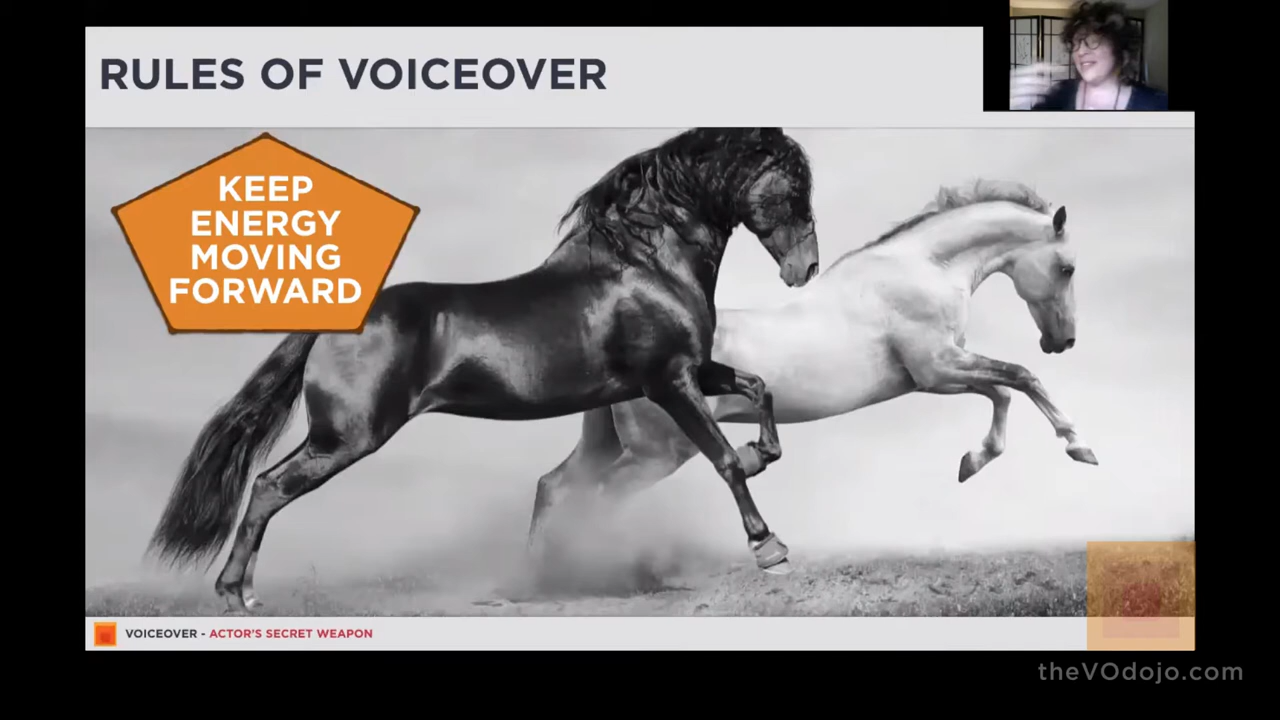 RULES OF VOICEOVER
KEEP
ENERGY
MOVING
FORWARD
VOICEOVER - ACTOR'S SECRET WEAPON
theVOdojo.com